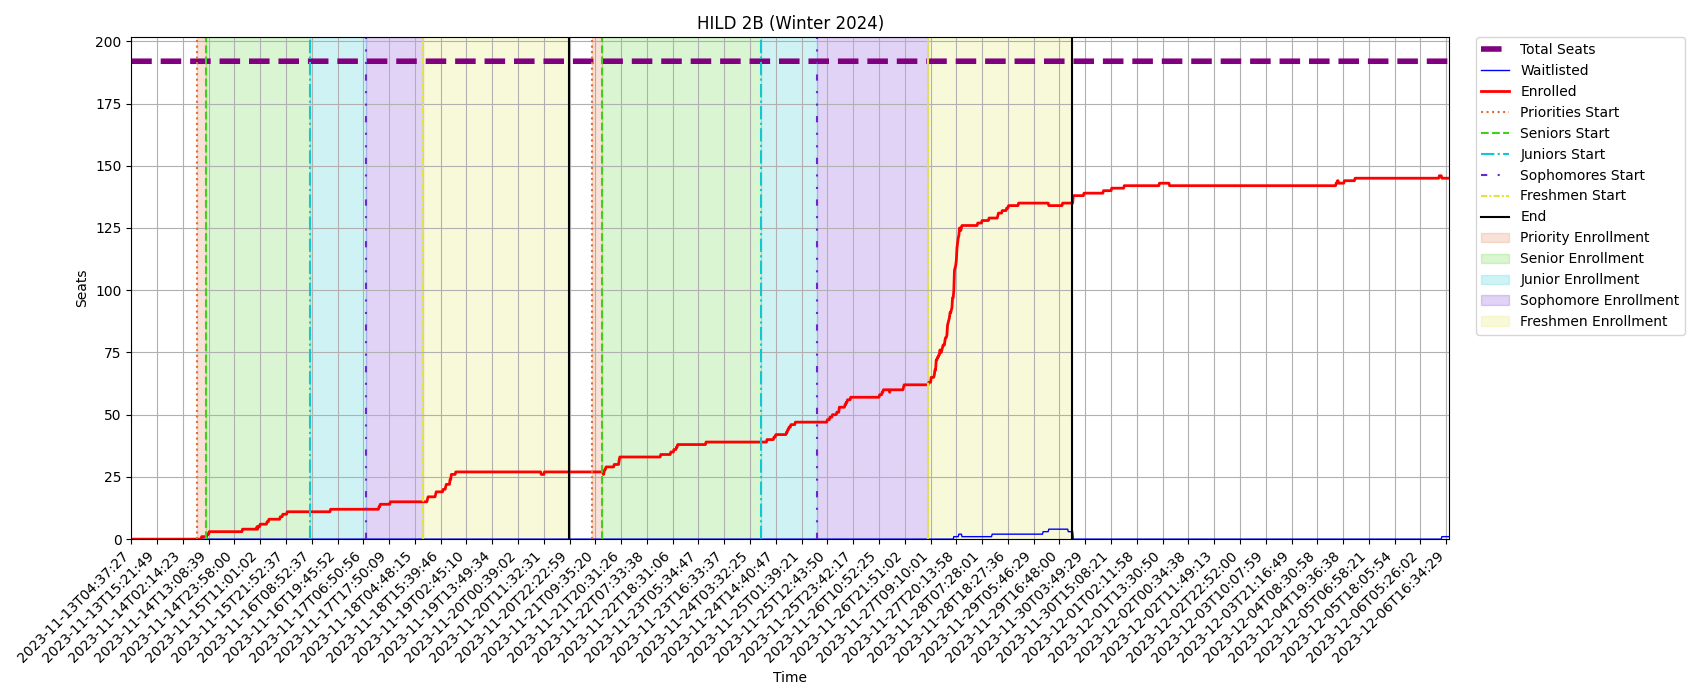 HILD 2B (Winter 2024)
200
175
150
125
100
75
50
25
0
Seats
2023-11-13T04:37:27
2023-11-13T15:21:49
2023-11-14T02:14:23
2023-11-14T13:08:39
2023-11-14T23:58:00
2023-11-15T11:01:02
2023-11-15T21:52:37
2023-11-16T08:52:37
2023-11-16T19:45:52
2023-11-17T06:50:56
2023-11-17T17:50:09
2023-11-18T04:48:15
2023-11-18T15:39:46
2023-11-19T02:45:10
2023-11-19T13:49:34
2023-11-20T00:39:02
2023-11-20T11:32:31
2023-11-20T22:22:59
2023-11-21T09:35:20
2023-11-21T20:31:26
2023-11-22T07:33:38
2023-11-22T18:31:06
2023-11-23T05:34:47
2023-11-23T16:33:37
2023-11-24T03:32:25
2023-11-24T14:40:47
2023-11-25T01:39:21
2023-11-25T12:43:50
2023-11-25T23:42:17
2023-11-26T10:52:25
2023-11-26T21:51:02
2023-11-27T09:10:01
2023-11-27T20:13:58
2023-11-28T07:28:01
2023-11-28T18:27:36
2023-11-29T05:46:29
2023-11-29T16:48:00
2023-11-30T03:49:29
2023-11-30T15:08:21
2023-12-01T02:11:58
2023-12-01T13:30:50
2023-12-02T00:34:38
2023-12-02T11:49:13
2023-12-02T22:52:00
2023-12-03T10:07:59
2023-12-03T21:16:49
2023-12-04T08:30:58
2023-12-04T19:36:38
2023-12-05T06:58:21
2023-12-05T18:05:54
2023-12-06T05:26:02
2023-12-06T16:34:29
Time
Total Seats
Waitlisted
Enrolled
Priorities Start
Seniors Start
Juniors Start
Sophomores Start
Freshmen Start
End
Priority Enrollment
Senior Enrollment
Junior Enrollment
Sophomore Enrollment
Freshmen Enrollment